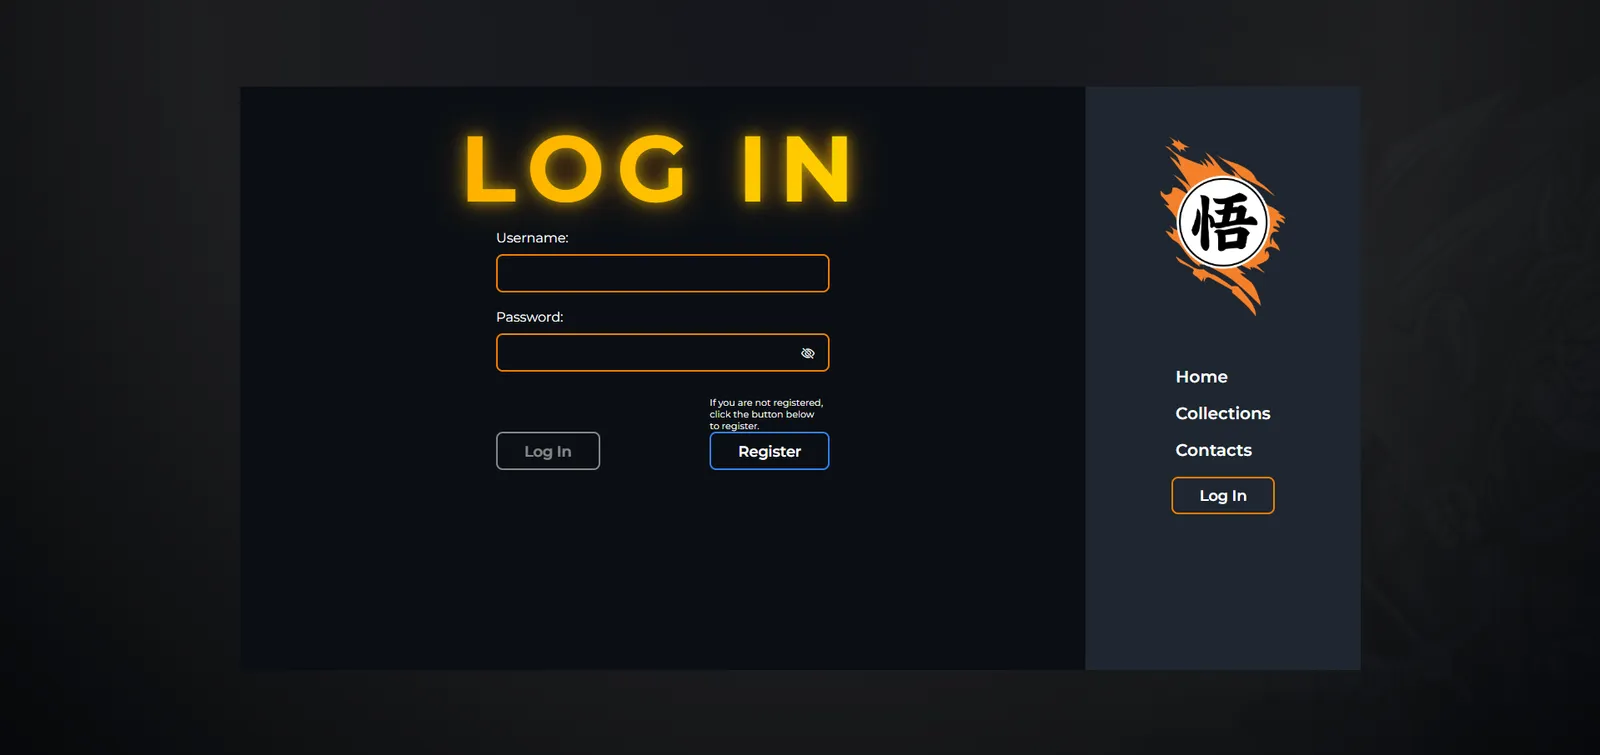 LOG IN
Username:
Password:
If you are not registered,
click the button below
to register.
Log In
Register
悟
Home
Collections
Contacts
Log In